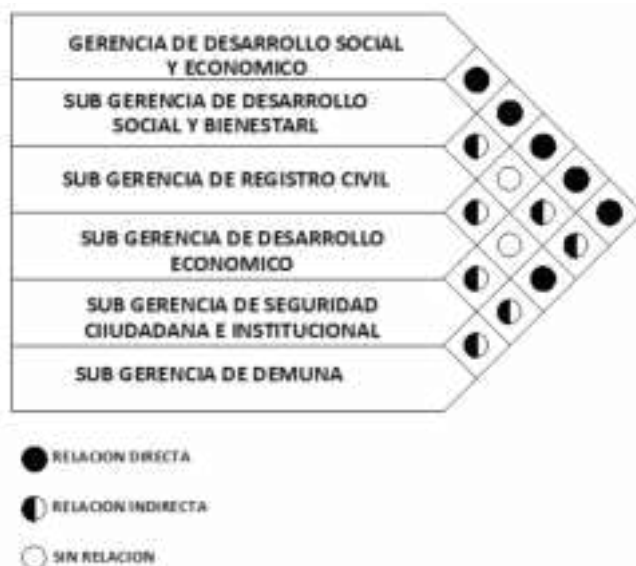 GERENCIA DE DESARROLLO SOCIAL
Y ECONOMICO
SUB GERENCIA DE DESARROLLO
SOCIAL Y BIENESTARL
SUB GERENCIA DE REGISTRO CIVIL
SUB GERENCIA DE DESARROLLO
ECONOMICO
SUB GERENCIA DE SEGURIDAD
CIIUDADANA E INSTITUCIONAL
SUB GERENCIA DE DEMUNA
RELACION DIRECTA
RELACION INDIRECTA
SIN RELACION